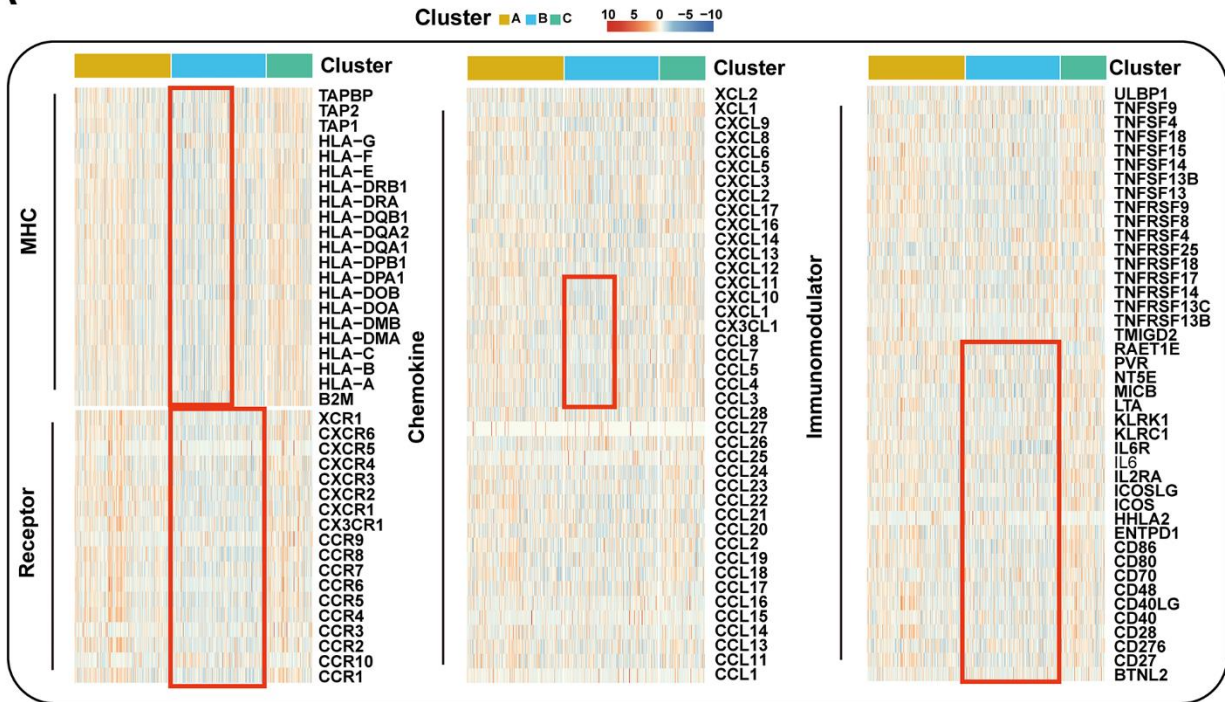 Cluster A B C 10 5 0 −5 −10
Cluster
MHC
TAPBP
TAP2
TAP1
HLA−G
HLA−F
HLA−E
HLA−DRB1
HLA−DRA
HLA−DQB1
HLA−DQA2
HLA−DQA1
HLA−DPB1
HLA−DPA1
HLA−DOB
HLA−DOA
HLA−DMB
HLA−DMA
HLA−C
HLA−B
HLA−A
B2M
Receptor
XCR1
CXCR6
CXCR5
CXCR4
CXCR3
CXCR2
CXCR1
CX3CR1
CCR9
CCR8
CCR7
CCR6
CCR5
CCR4
CCR3
CCR2
CCR10
CCR1
Cluster
Chemokine
XCL2
XCL1
CXCL9
CXCL8
CXCL6
CXCL5
CXCL3
CXCL2
CXCL17
CXCL16
CXCL14
CXCL13
CXCL12
CXCL11
CXCL10
CXCL1
CX3CL1
CCL8
CCL7
CCL5
CCL4
CCL3
CCL28
CCL27
CCL26
CCL25
CCL24
CCL23
CCL22
CCL21
CCL20
CCL2
CCL19
CCL18
CCL17
CCL16
CCL15
CCL14
CCL13
CCL11
CCL1
Cluster
Immunomodulator
ULBP1
TNFSF9
TNFSF4
TNFSF18
TNFSF15
TNFSF14
TNFSF13B
TNFSF13
TNFRSF9
TNFRSF8
TNFRSF4
TNFRSF25
TNFRSF18
TNFRSF17
TNFRSF14
TNFRSF13C
TNFRSF13B
TMIGD2
RAET1E
PVR
NT5E
MICB
LTA
KLRK1
KLRC1
IL6R
IL6
IL2RA
ICOSLG
ICOS
HHLA2
ENTPD1
CD86
CD80
CD70
CD48
CD40LG
CD40
CD28
CD276
CD27
BTNL2